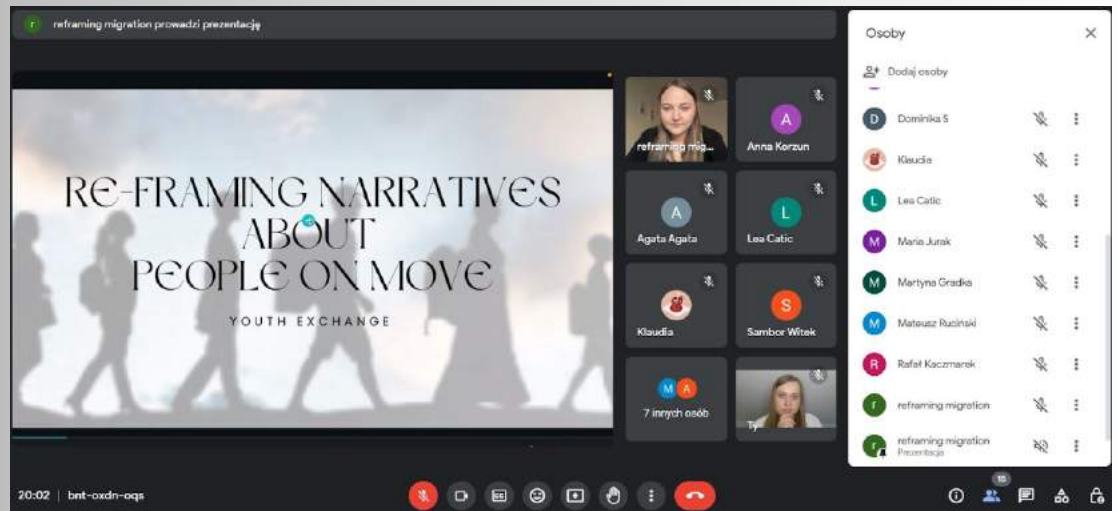 r
reframing migration prowadzi prezentację
RE-FRAMING NARRATIVES
ABOUT
PEOPLE ON MOVE
YOUTH EXCHANGE
reframing mig...
A
Anna Korzun
A
Agata Agata
L
Lea Catic
Klaudia
S
Sambor Witek
M A
7 innych osób
Ty
Osoby
Dodaj osoby
D
Dominika S
Klaudia
L
Lea Catic
M
Maria Jurak
M
Martyna Gradka
M
Mateusz Ruciński
R
Rafał Kaczmarek
r
reframing migration
r
reframing migration
Prezentacja
20:02 | bnt-oxdn-oqs
CC